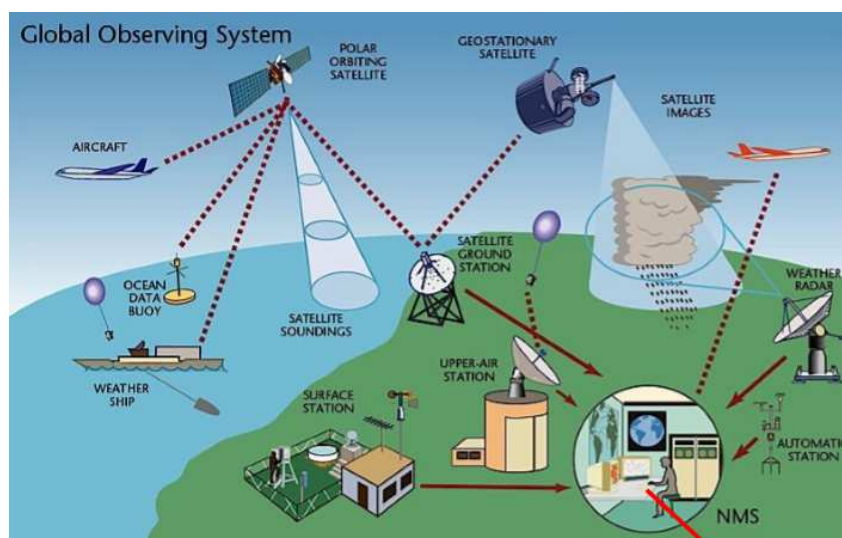 Global Observing System
POLAR
ORBITING
SATELLITE
GEOSTATIONARY
SATELLITE
SATELLITE
IMAGES
AIRCRAFT
SATELLITE
GROUND
STATION
OCEAN
DATA
BUOY
WEATHER
RADAR
SATELLITE
SOUNDINGS
WEATHER
SHIP
UPPER-AIR
STATION
SURFACE
STATION
AUTOMATIC
STATION
NMS